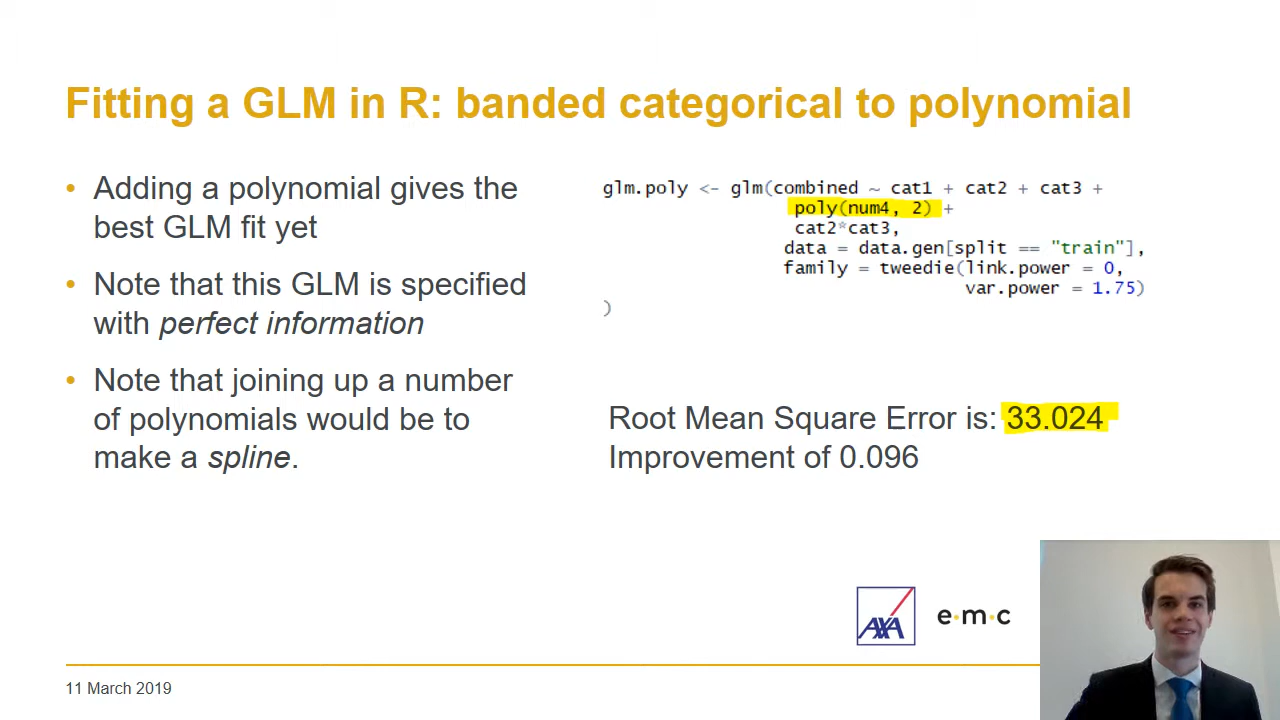 Fitting a GLM in R: banded categorical to polynomial
• Adding a polynomial gives the
best GLM fit yet
• Note that this GLM is specified
with perfect information
• Note that joining up a number
of polynomials would be to
make a spline.
glm.poly <- glm(combined ~ cat1 + cat2 + cat3 +
poly(num4, 2) +
cat2*cat3,
data = data.gen[split == "train"],
family = tweedie(link.power = 0,
var.power = 1.75)
)
Root Mean Square Error is: 33.024
Improvement of 0.096
AXA
e·m·c
11 March 2019